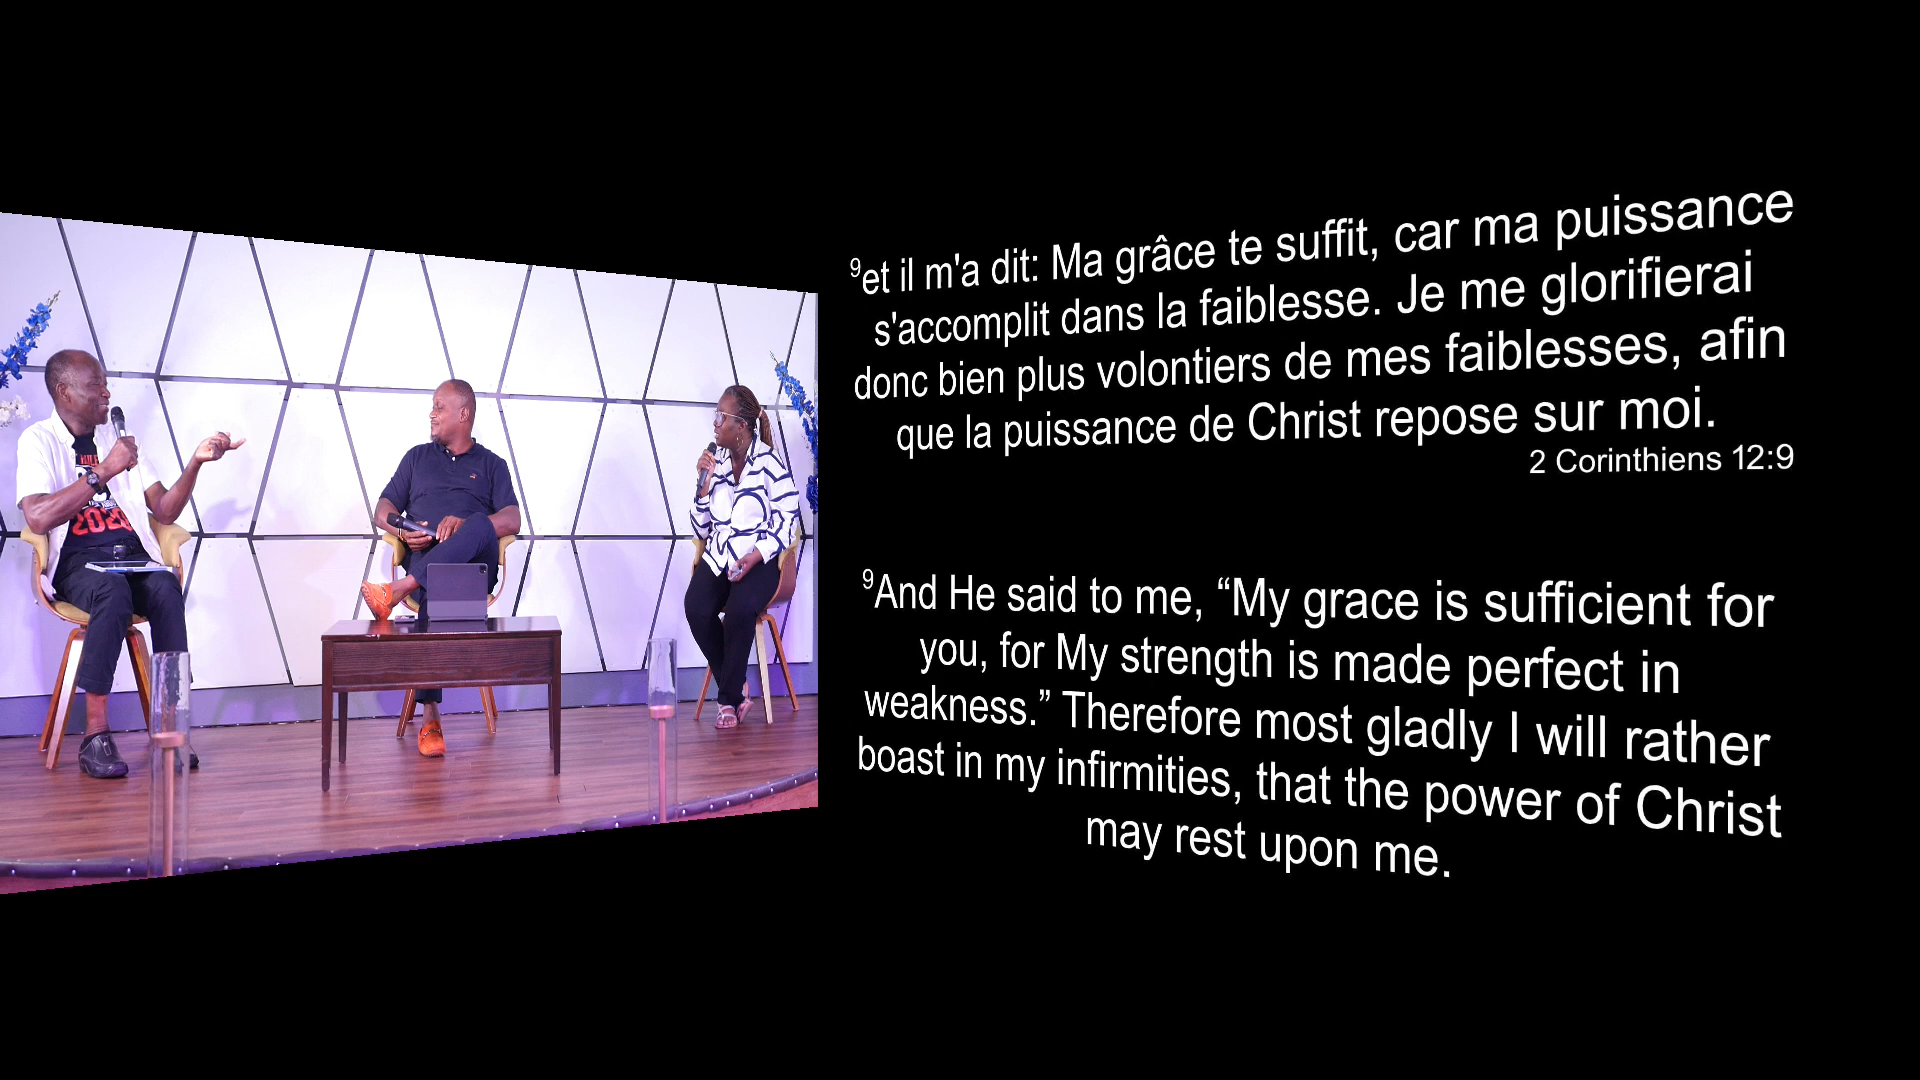 ⁹et il m'a dit: Ma grâce te suffit, car ma puissance
s'accomplit dans la faiblesse. Je me glorifierai
donc bien plus volontiers de mes faiblesses, afin
que la puissance de Christ repose sur moi.
2 Corinthiens 12:9
⁹And He said to me, “My grace is sufficient for
you, for My strength is made perfect in
weakness.” Therefore most gladly I will rather
boast in my infirmities, that the power of Christ
may rest upon me.